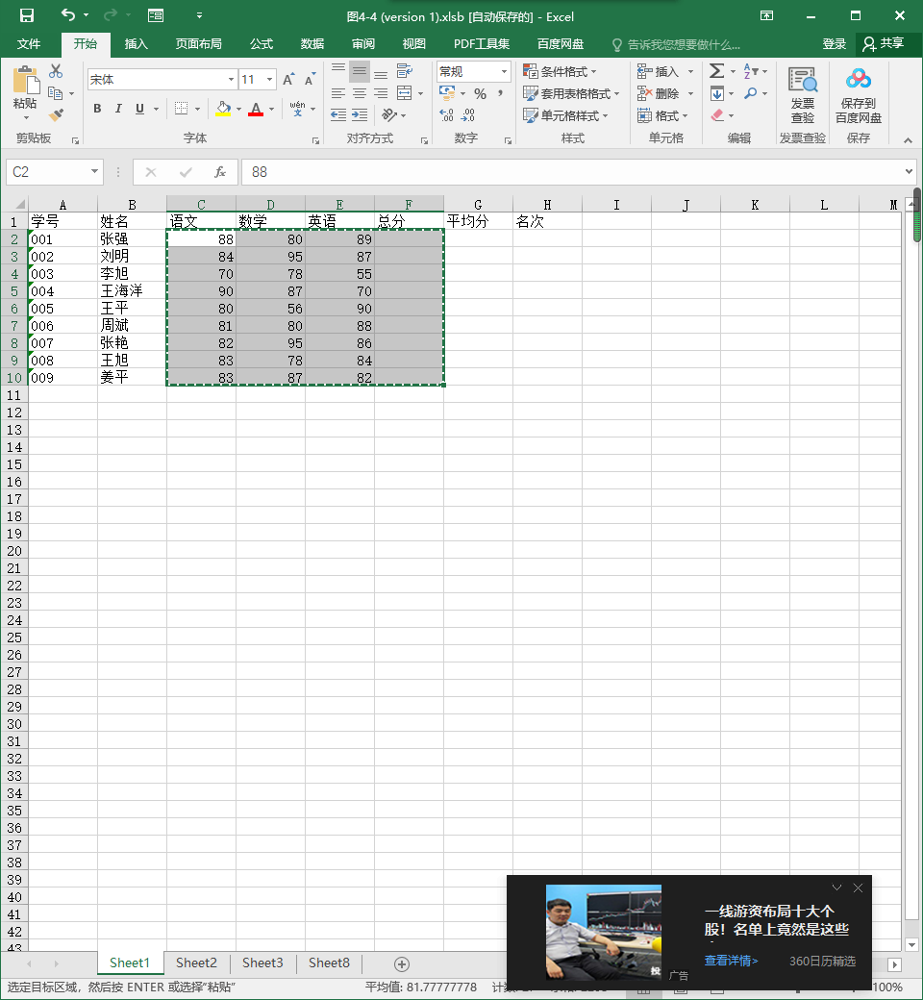 图4-4 (version 1).xlsb [自动保存的] - Excel
文件 开始 插入 页面布局 公式 数据 审阅 视图 PDF工具集 百度网盘 告诉我您想要做什么... 登录 共享
宋体 11 常规 条件格式 插入
粘贴 套用表格格式 删除 发票查验 保存到百度网盘
B I U wén 文 % , 单元格样式 格式
剪贴板 字体 对齐方式 数字 样式 单元格 编辑 发票查验 保存
C2 fx 88
A B C D E F G H I J K L M
1 学号 姓名 语文 数学 英语 总分 平均分 名次
2 001 张强 88 80 89
3 002 刘明 84 95 87
4 003 李旭 70 78 55
5 004 王海洋 90 87 70
6 005 王平 80 56 90
7 006 周斌 81 80 88
8 007 张艳 82 95 86
9 008 王旭 83 78 84
10 009 姜平 83 87 82
11
12
13
14
15
16
17
18
19
20
21
22
23
24
25
26
27
28
29
30
31
32
33
34
35
36
37
38
39
40
41
42
43
一线游资布局十大个
股！名单上竟然是这些
查看详情> 360日历精选
广告
Sheet1 Sheet2 Sheet3 Sheet8
选定目标区域，然后按 ENTER 或选择"粘贴" 平均值: 81.77777778 100%